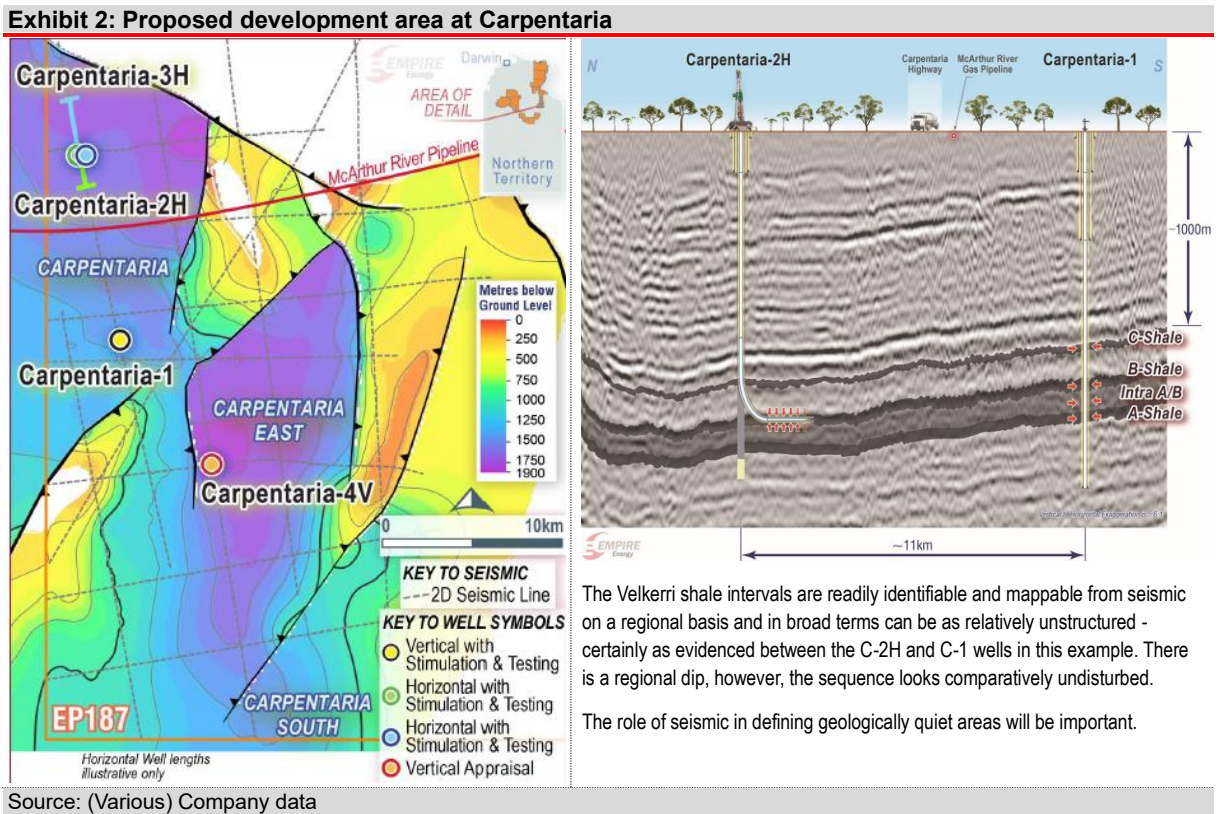 Exhibit 2: Proposed development area at Carpentaria
Carpentaria-3H
EMPIRE
Energy
Darwin
AREA OF
DETAIL
Northern
Territory
McArthur River Pipeline
Carpentaria-2H
CARPENTARIA
Metres below
Ground Level
0
250
500
750
1000
1250
1500
1750
1900
Carpentaria-1
CARPENTARIA
EAST
Carpentaria-4V
0 10km
KEY TO SEISMIC
2D Seismic Line
KEY TO WELL SYMBOLS
Vertical with
Stimulation & Testing
Horizontal with
Stimulation & Testing
Horizontal with
Stimulation & Testing
Vertical Appraisal
CARPENTARIA
SOUTH
EP187
Horizontal Well lengths
illustrative only
N
Carpentaria-2H
Carpentaria
Highway
McArthur River
Gas Pipeline
Carpentaria-1
S
~1000m
C-Shale
B-Shale
Intra A/B
A-Shale
Vertical to Horizontal Exaggeration
EMPIRE
Energy
~11km
The Velkerri shale intervals are readily identifiable and mappable from seismic
on a regional basis and in broad terms can be as relatively unstructured -
certainly as evidenced between the C-2H and C-1 wells in this example. There
is a regional dip, however, the sequence looks comparatively undisturbed.
The role of seismic in defining geologically quiet areas will be important.
Source: (Various) Company data